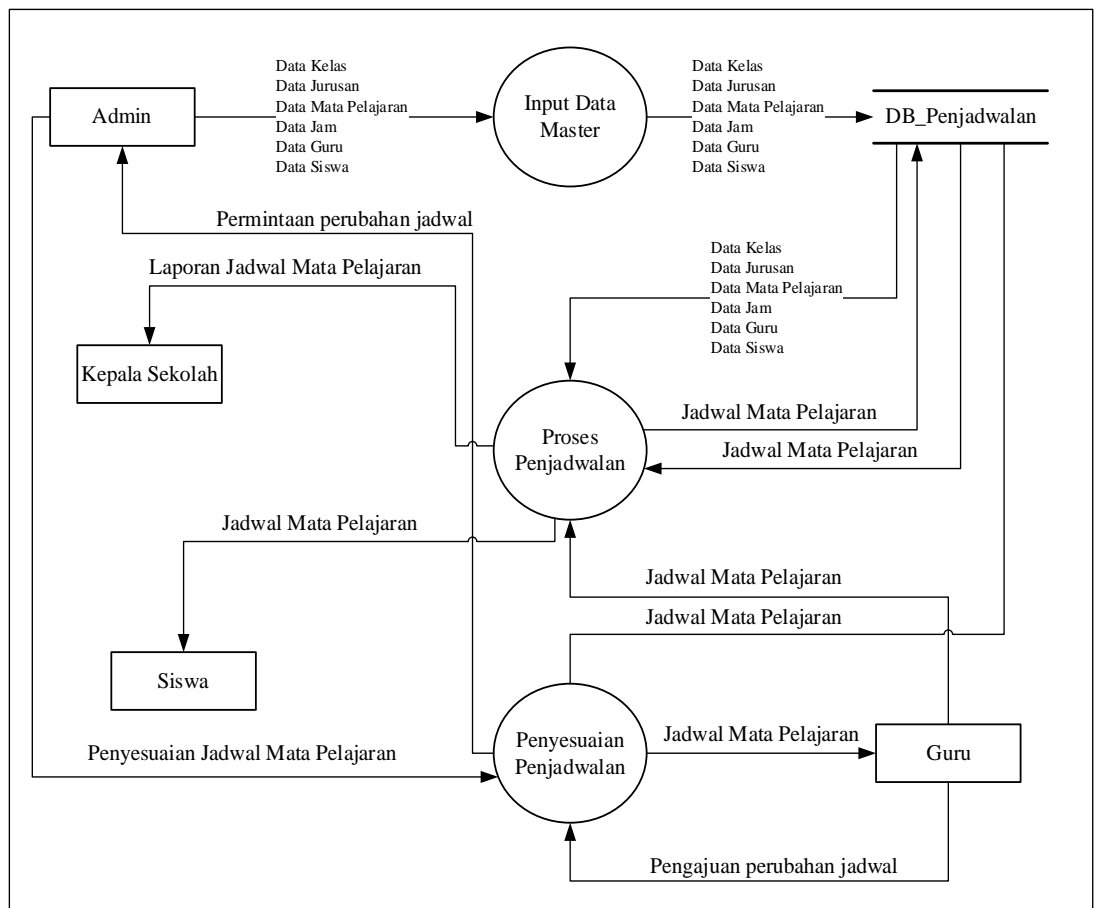 Data Kelas
Data Jurusan
Data Mata Pelajaran
Data Jam
Data Guru
Data Siswa
Data Kelas
Data Jurusan
Data Mata Pelajaran
Data Jam
Data Guru
Data Siswa
Admin
Input Data
Master
DB_Penjadwalan
Permintaan perubahan jadwal
Laporan Jadwal Mata Pelajaran
Data Kelas
Data Jurusan
Data Mata Pelajaran
Data Jam
Data Guru
Data Siswa
Kepala Sekolah
Proses
Penjadwalan
Jadwal Mata Pelajaran
Jadwal Mata Pelajaran
Jadwal Mata Pelajaran
Jadwal Mata Pelajaran
Jadwal Mata Pelajaran
Siswa
Penyesuaian Jadwal Mata Pelajaran
Penyesuaian
Penjadwalan
Jadwal Mata Pelajaran
Guru
Pengajuan perubahan jadwal